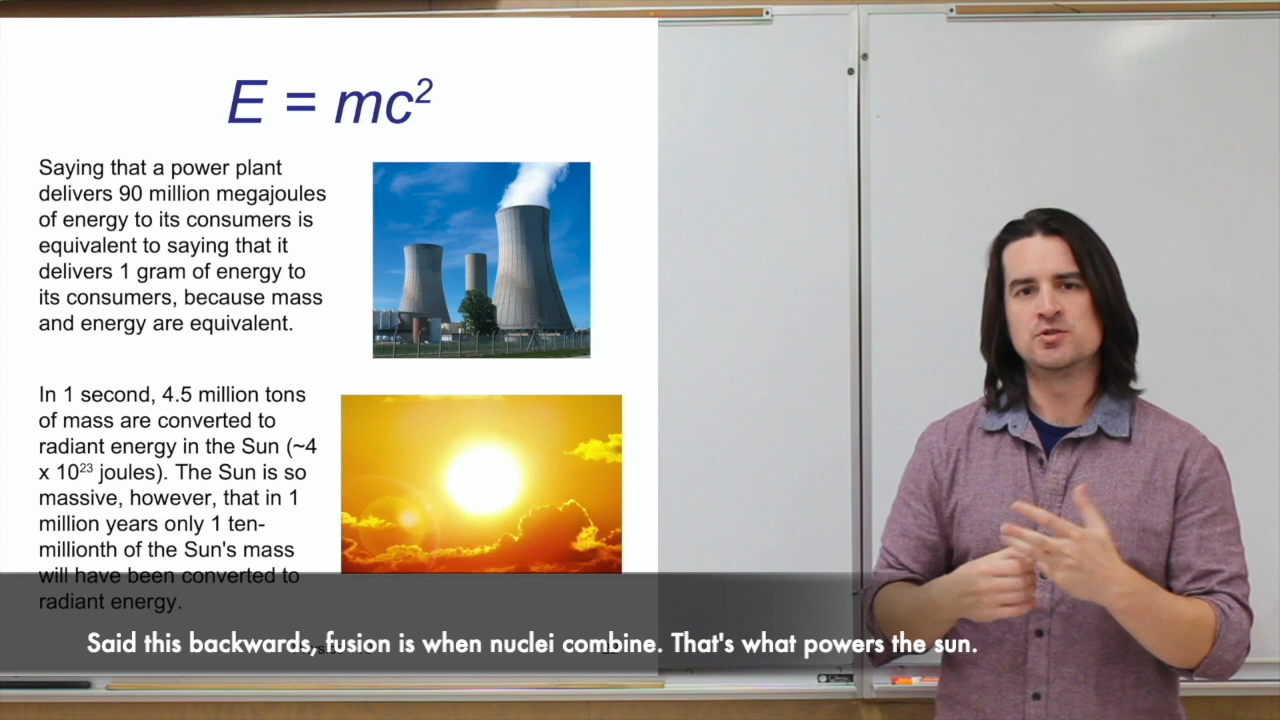 E = mc²
Saying that a power plant
delivers 90 million megajoules
of energy to its consumers is
equivalent to saying that it
delivers 1 gram of energy to
its consumers, because mass
and energy are equivalent.
In 1 second, 4.5 million tons
of mass are converted to
radiant energy in the Sun (~4
x 10²³ joules). The Sun is so
massive, however, that in 1
million years only 1 ten-
millionth of the Sun's mass
will have been converted to
radiant energy.
Said this backwards, fusion is when nuclei combine. That's what powers the sun.